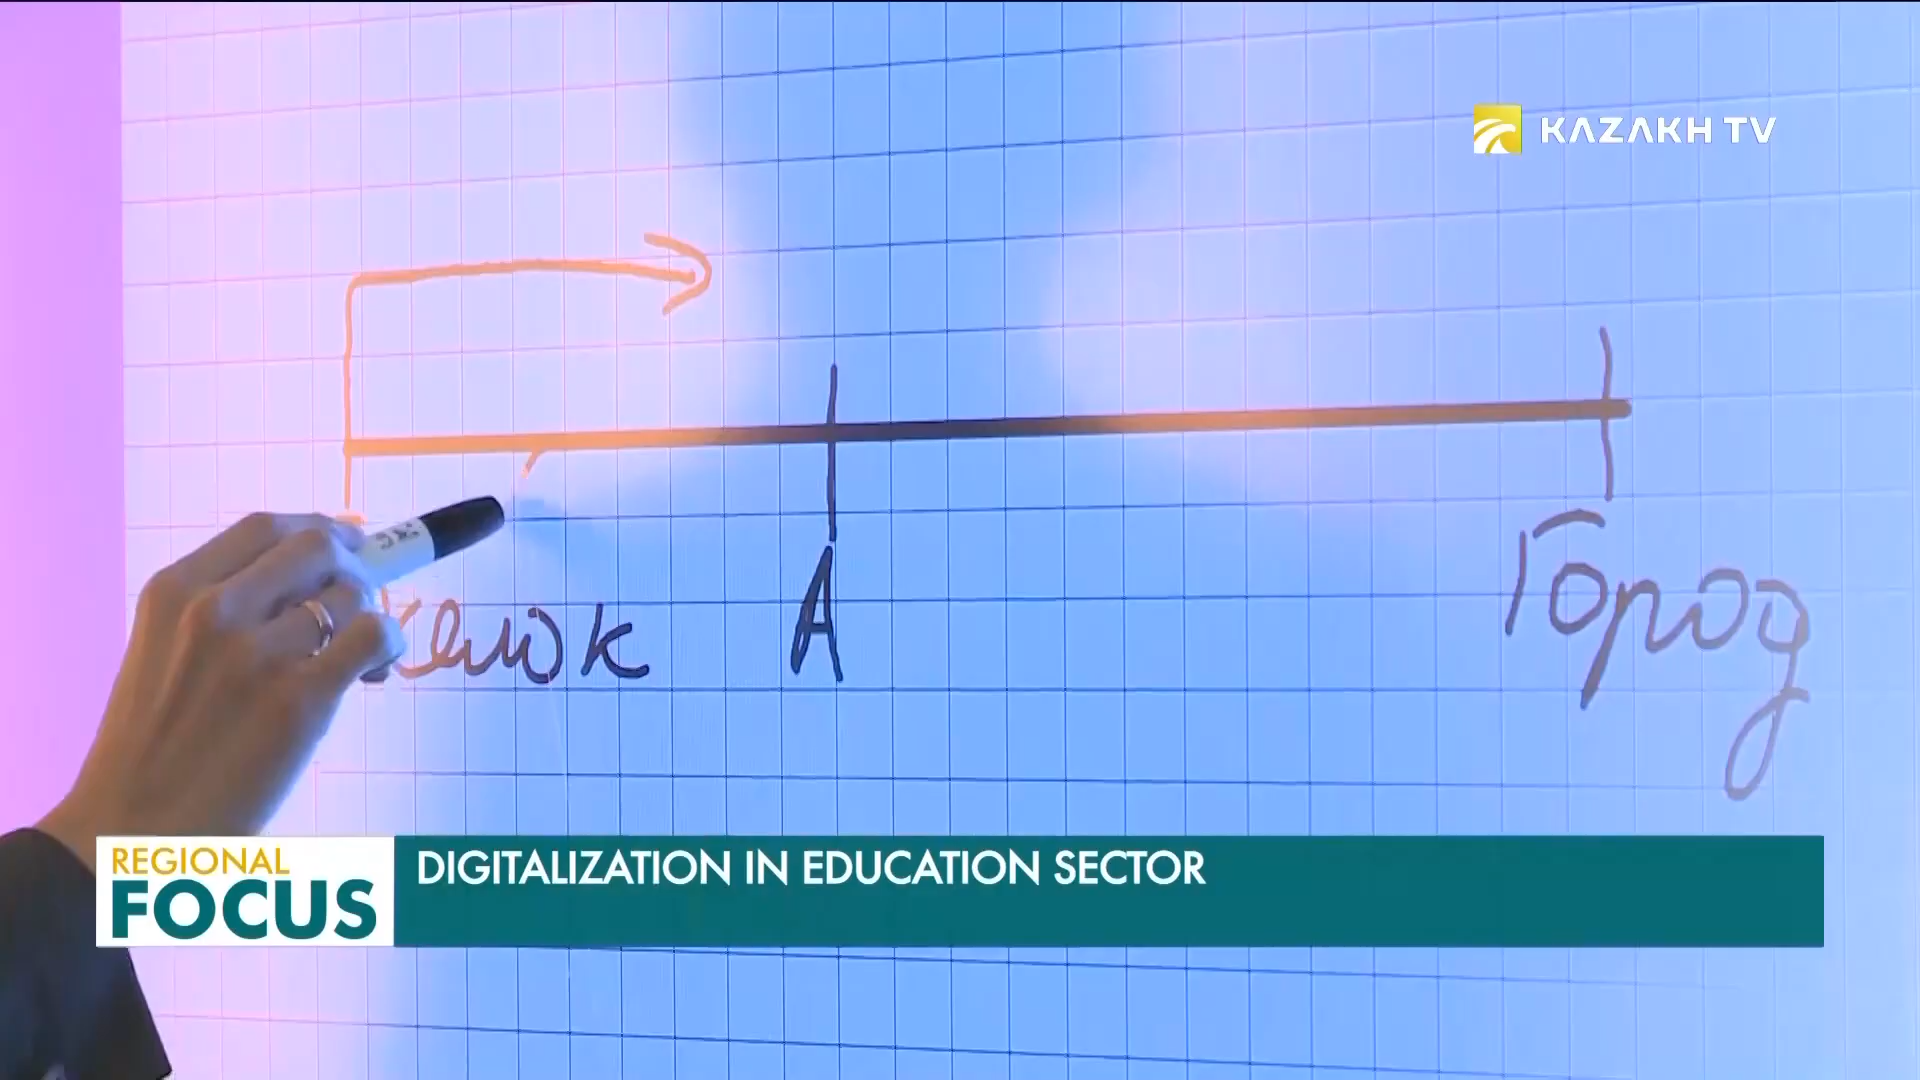 KAZAKH TV
А
Город
REGIONAL
FOCUS
DIGITALIZATION IN EDUCATION SECTOR